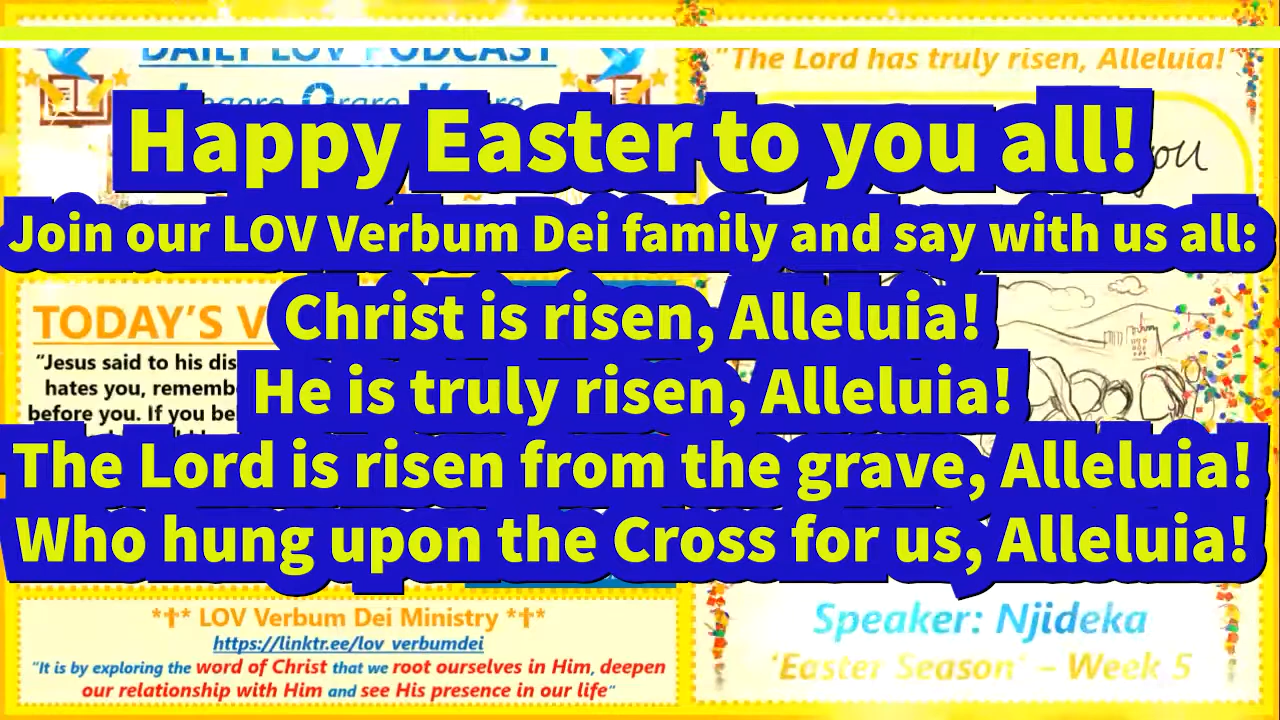 DAILY LOV PODCAST
"The Lord has truly risen, Alleluia!"
Happy Easter to you all!
you
Join our LOV Verbum Dei family and say with us all:
Christ is risen, Alleluia!
TODAY'S V
"Jesus said to his dis
hates you, rememb
before you. If you be
He is truly risen, Alleluia!
The Lord is risen from the grave, Alleluia!
Who hung upon the Cross for us, Alleluia!
*✝* LOV Verbum Dei Ministry *✝*
https://linktr.ee/lov_verbumdei
"It is by exploring the word of Christ that we root ourselves in Him, deepen
our relationship with Him and see His presence in our life"
Speaker: Njideka
'Easter Season' – Week 5